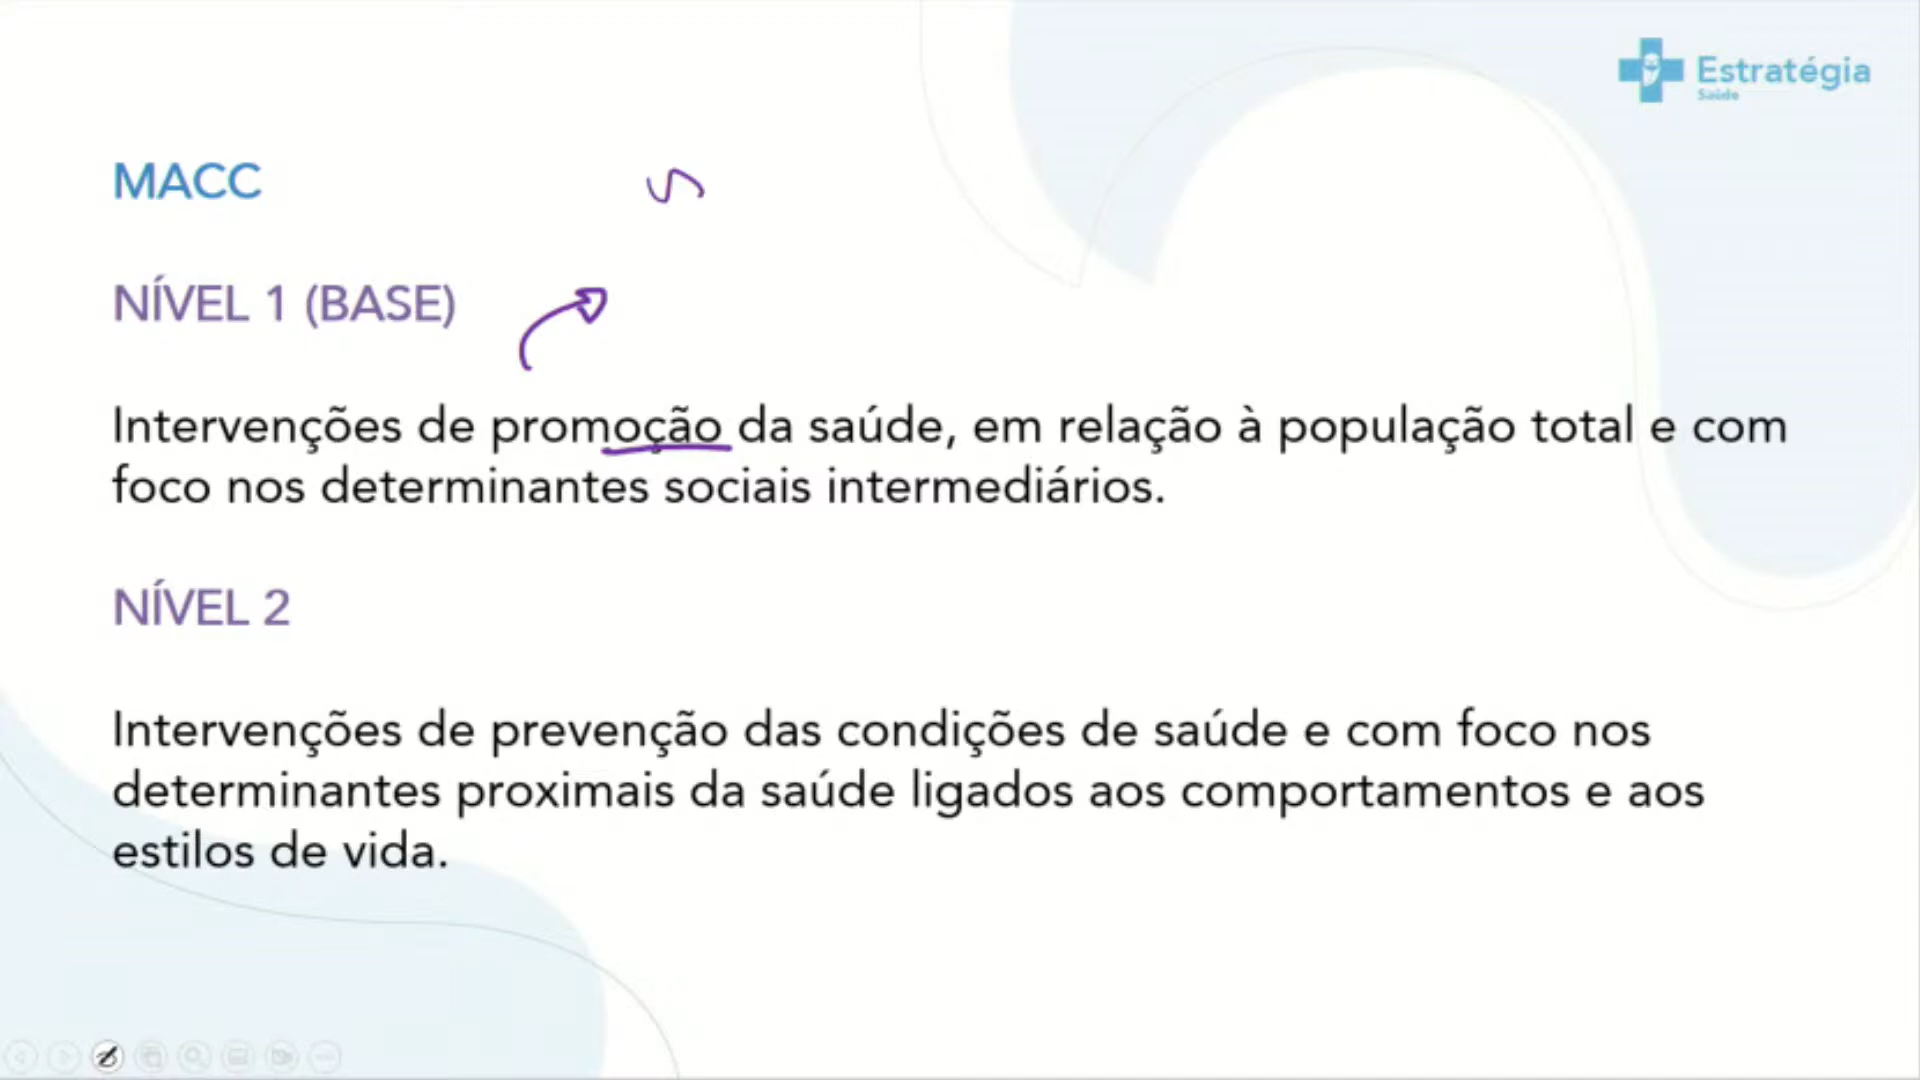 Estratégia
Saúde
MACC
NÍVEL 1 (BASE)
Intervenções de promoção da saúde, em relação à população total e com
foco nos determinantes sociais intermediários.
NÍVEL 2
Intervenções de prevenção das condições de saúde e com foco nos
determinantes proximais da saúde ligados aos comportamentos e aos
estilos de vida.